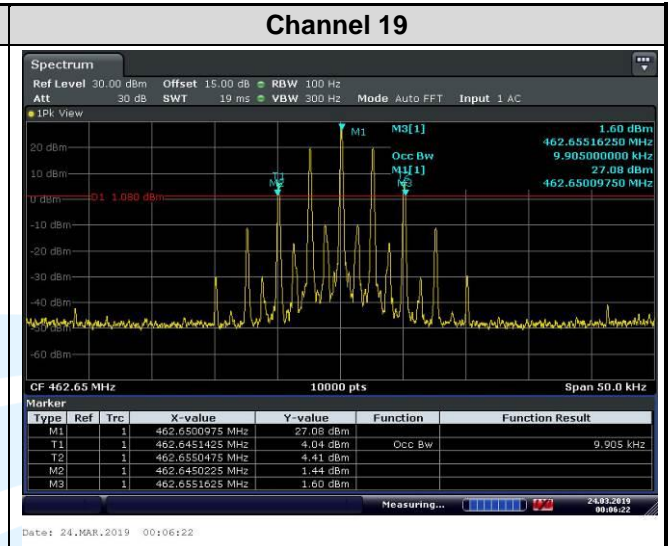 Channel 19
Spectrum
Ref Level 30.00 dBm Offset 15.00 dB RBW 100 Hz
Att 30 dB SWT 19 ms VBW 300 Hz Mode Auto FFT Input 1 AC
1Pk View
M1 M3[1] 1.60 dBm
462.65516250 MHz
20 dBm
Occ Bw 9.905000000 kHz
M1[1] 27.08 dBm
462.65009750 MHz
10 dBm
M3
0 dBm
D1 1.080 dBm
-10 dBm
-20 dBm
-30 dBm
-40 dBm
-60 dBm
CF 462.65 MHz 10000 pts Span 50.0 kHz
Marker
Type Ref Trc X-value Y-value Function Function Result
M1 1 462.6500975 MHz 27.08 dBm
T1 1 462.6451425 MHz 4.04 dBm Occ Bw 9.905 kHz
T2 1 462.6550475 MHz 4.41 dBm
M2 1 462.6450225 MHz 1.44 dBm
M3 1 462.6551625 MHz 1.60 dBm
Measuring... 24.03.2019
00:06:22
Date: 24.MAR.2019 00:06:22